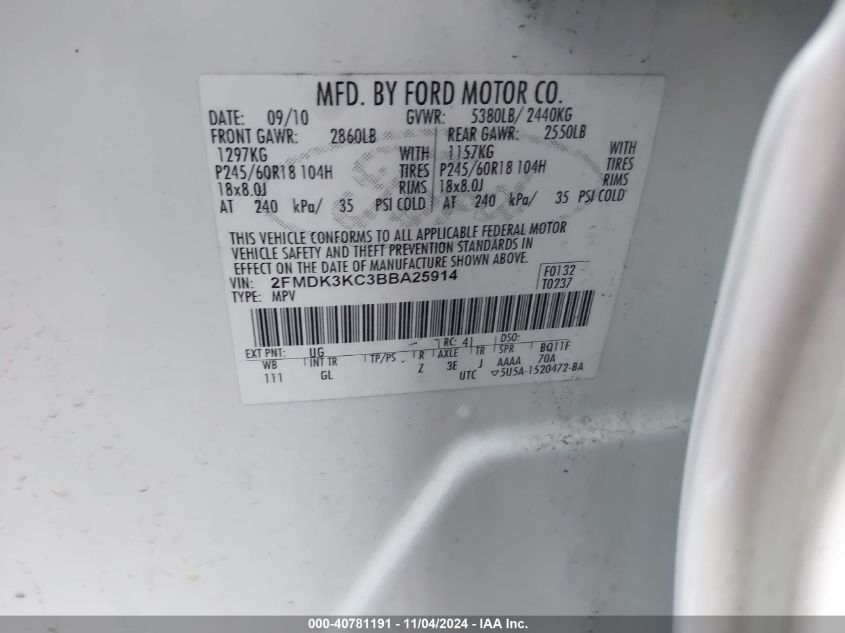 MFD. BY FORD MOTOR CO.
DATE: 09/10 GVWR: 5380LB/ 2440KG
FRONT GAWR: 2860LB REAR GAWR: 2550LB
1297KG WITH 1157KG WITH
P245/60R18 104H TIRES P245/60R18 104H TIRES
18x8.0J RIMS 18x8.0J RIMS
AT 240 kPa/ 35 PSI COLD AT 240 kPa/ 35 PSI COLD
THIS VEHICLE CONFORMS TO ALL APPLICABLE FEDERAL MOTOR
VEHICLE SAFETY AND THEFT PREVENTION STANDARDS IN
EFFECT ON THE DATE OF MANUFACTURE SHOWN ABOVE.
VIN: 2FMDK3KC3BBA25914 F0132
TYPE: MPV T0237
EXT PNT: UG RC: 41 DSO: BQ11F
WB INT TR TP/PS R AXLE TR SPR 70A
111 GL Z 3E J AAAA
UTC ▽5U5A-1520472-BA
000-40781191 - 11/04/2024 - IAA Inc.